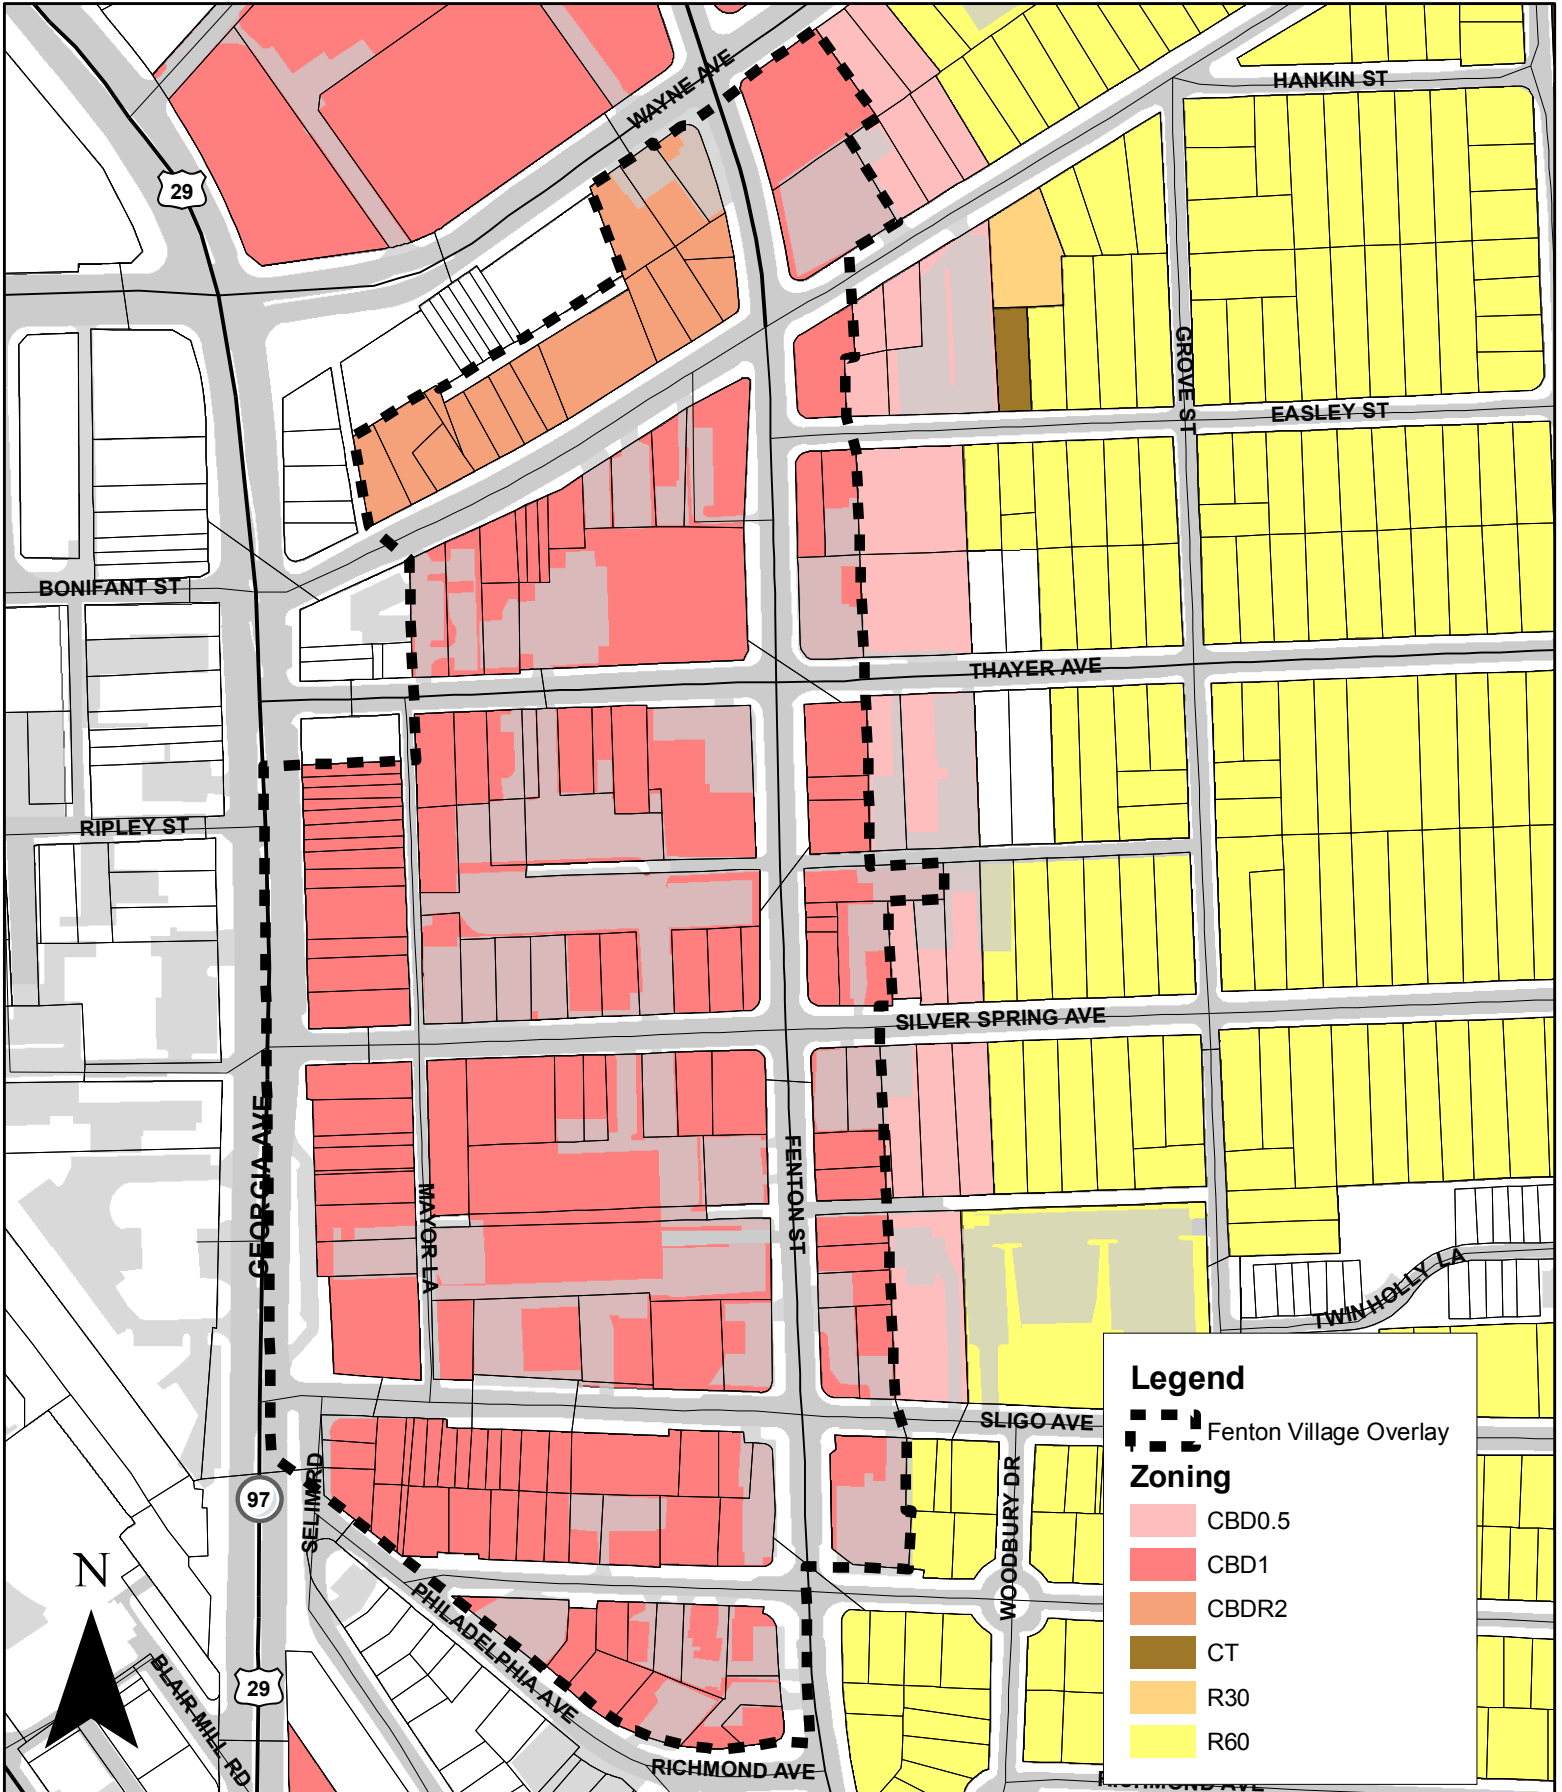 WAYNE AVE
HANKIN ST
29
GROVE ST
EASLEY ST
BONIFANT ST
THAYER AVE
RIPLEY ST
SILVER SPRING AVE
GEORGIA AVE
MAYOR LA
FENTON ST
TWIN HOLLY LA
SLIGO AVE
SELIM RD
WOODBURY DR
97
N
PHILADELPHIA AVE
29
BLAIR MILL RD
RICHMOND AVE
RICHMOND AVE
Legend
Fenton Village Overlay
Zoning
CBD0.5
CBD1
CBDR2
CT
R30
R60